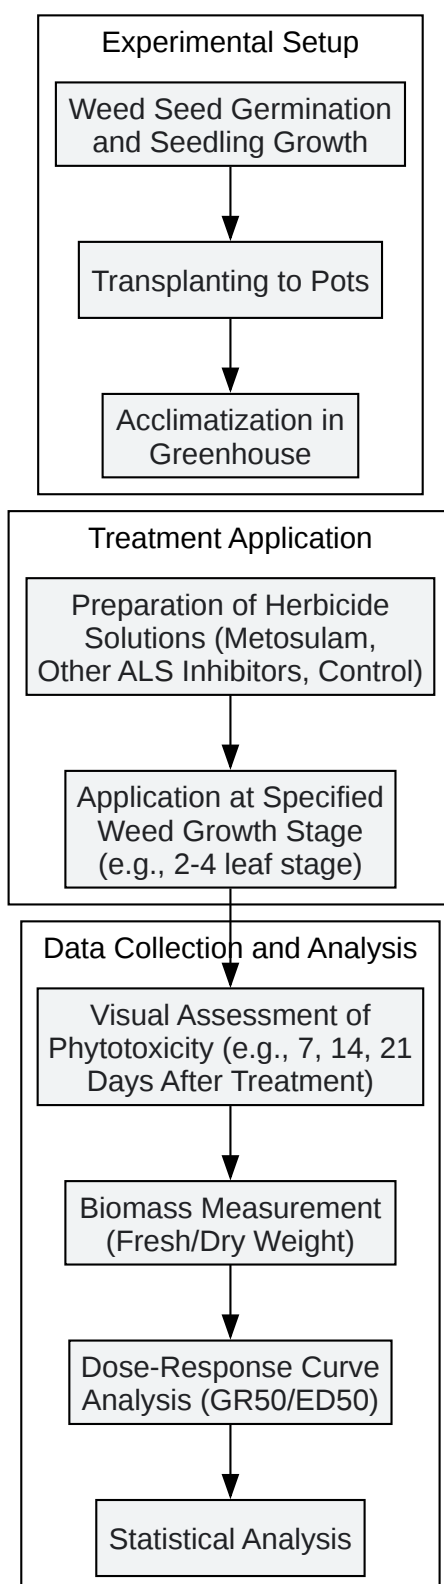 Experimental Setup
Weed Seed Germination
and Seedling Growth
Transplanting to Pots
Acclimatization in
Greenhouse
Treatment Application
Preparation of Herbicide
Solutions (Metosulam,
Other ALS Inhibitors, Control)
Application at Specified
Weed Growth Stage
(e.g., 2-4 leaf stage)
Data Collection and Analysis
Visual Assessment of
Phytotoxicity (e.g., 7, 14, 21
Days After Treatment)
Biomass Measurement
(Fresh/Dry Weight)
Dose-Response Curve
Analysis (GR50/ED50)
Statistical Analysis